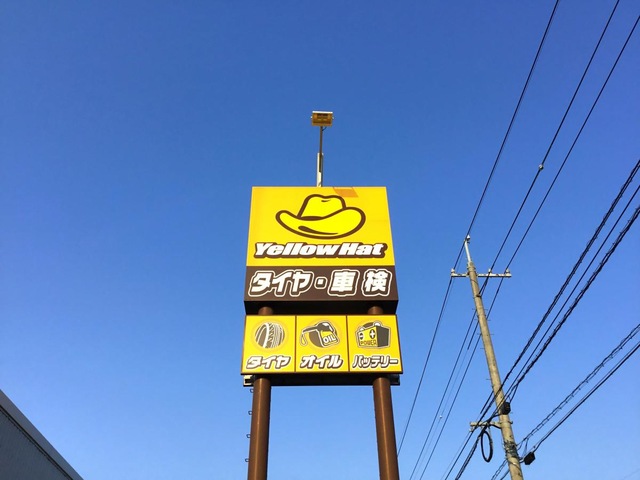 Yellow Hat
タイヤ・車検
OIL
POWER
タイヤ オイル バッテリー